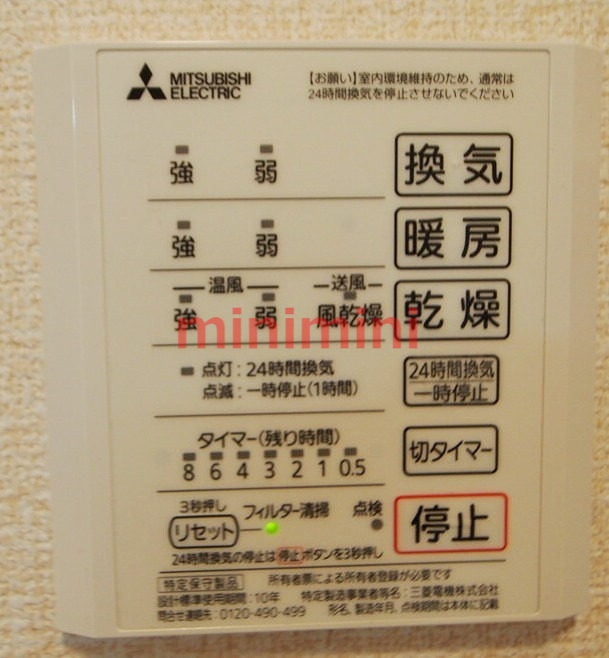 MITSUBISHI
ELECTRIC
【お願い】室内環境維持のため、通常は
24時間換気を停止させないでください
強 弱 換気
強 弱 暖房
温風 送風
強 弱 風乾燥 乾燥
minimini
点灯：24時間換気
点滅：一時停止(1時間)
24時間換気
一時停止
タイマー(残り時間)
8 6 4 3 2 1 0.5
切タイマー
3秒押し
リセット フィルター清掃 点検
停止
24時間換気の停止は停止ボタンを3秒押し
特定保守製品 所有者票による所有者登録が必要です
設計標準使用期間：10年 特定製造事業者等名：三菱電機株式会社
問合せ連絡先：0120-490-499 形名、製造年月、点検期間は本体に記載